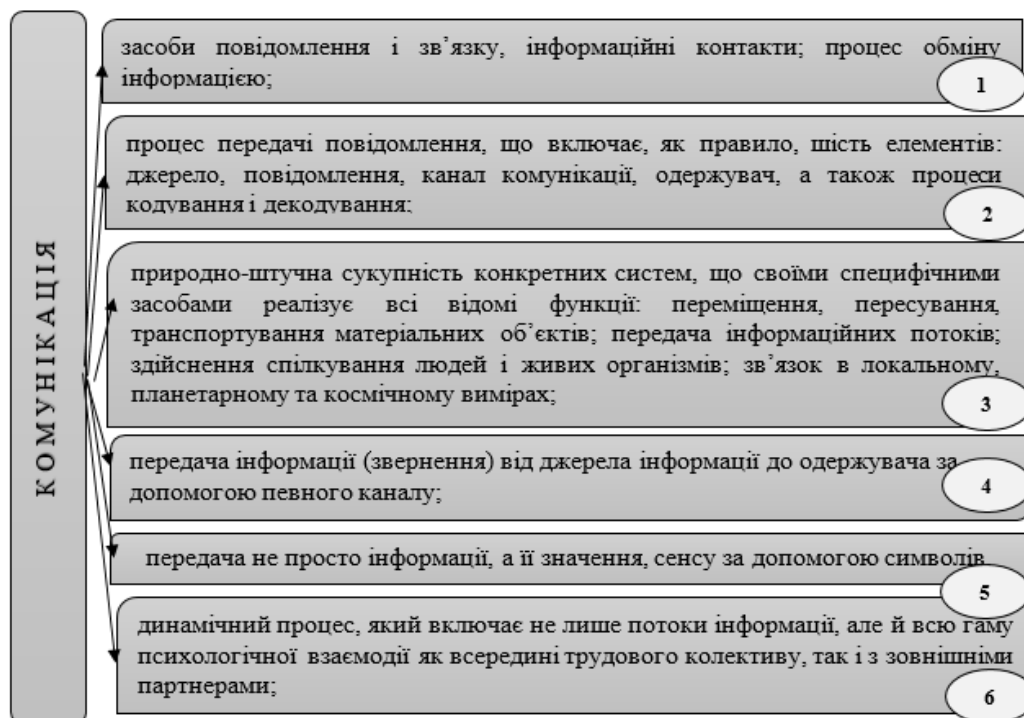 КОМУНІКАЦІЯ
засоби повідомлення і зв’язку, інформаційні контакти; процес обміну
інформацією;
1
процес передачі повідомлення, що включає, як правило, шість елементів:
джерело, повідомлення, канал комунікації, одержувач, а також процеси
кодування і декодування;
2
природно-штучна сукупність конкретних систем, що своїми специфічними
засобами реалізує всі відомі функції: переміщення, пересування,
транспортування матеріальних об’єктів; передача інформаційних потоків;
здійснення спілкування людей і живих організмів; зв’язок в локальному,
планетарному та космічному вимірах;
3
передача інформації (звернення) від джерела інформації до одержувача за
допомогою певного каналу;
4
передача не просто інформації, а її значення, сенсу за допомогою символів
5
динамічний процес, який включає не лише потоки інформації, але й всю гаму
психологічної взаємодії як всередині трудового колективу, так і з зовнішніми
партнерами;
6